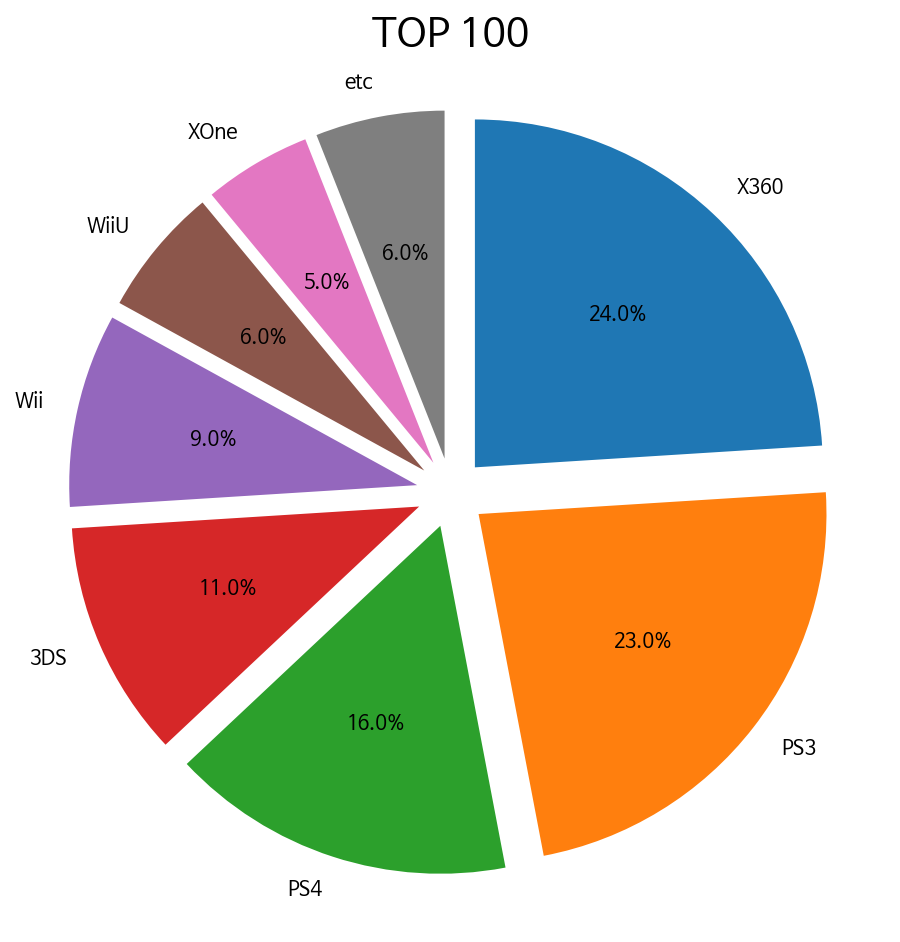 TOP 100
etc
XOne
X360
WiiU
6.0%
5.0%
24.0%
6.0%
Wii
9.0%
11.0%
23.0%
3DS
16.0%
PS3
PS4